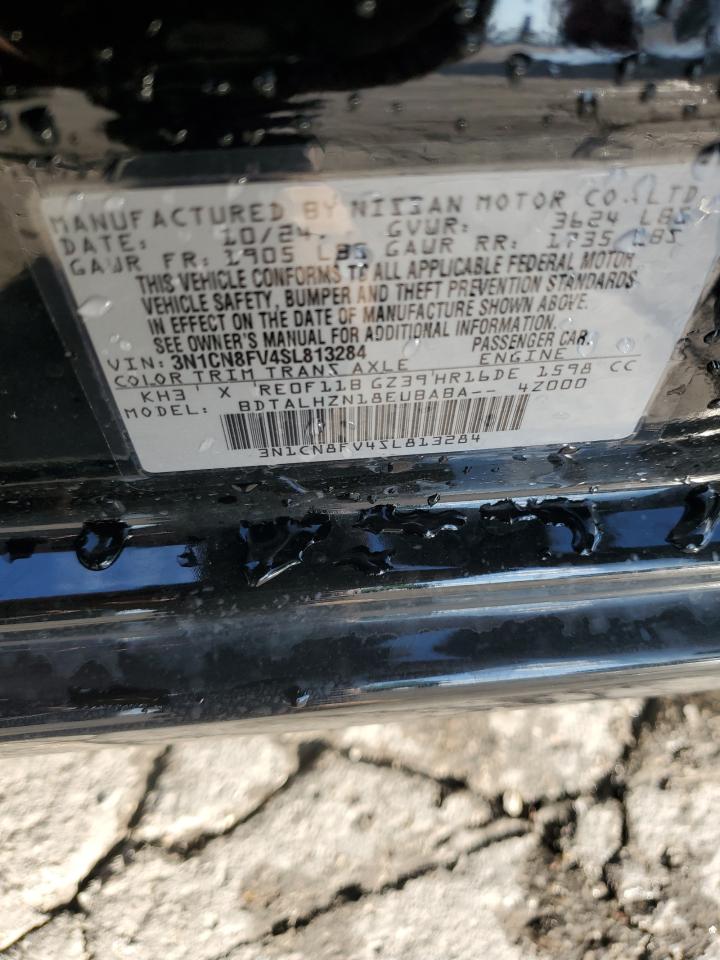 MANUFACTURED BY NISSAN MOTOR CO.,LTD
DATE: 10/24 GVWR: 3624 LBS
GAWR FR: 1905 LBS GAWR RR: 1735 LBS
THIS VEHICLE CONFORMS TO ALL APPLICABLE FEDERAL MOTOR
VEHICLE SAFETY, BUMPER AND THEFT PREVENTION STANDARDS
IN EFFECT ON THE DATE OF MANUFACTURE SHOWN ABOVE.
SEE OWNER'S MANUAL FOR ADDITIONAL INFORMATION.
VIN: 3N1CN8FV4SL813284 PASSENGER CAR
COLOR TRIM TRANS AXLE ENGINE
KH3 X RE0F11B GZ39 HR16DE 1598 CC
MODEL: BDTALHZN18EUBABA-- 4Z000
3N1CN8FV4SL813284